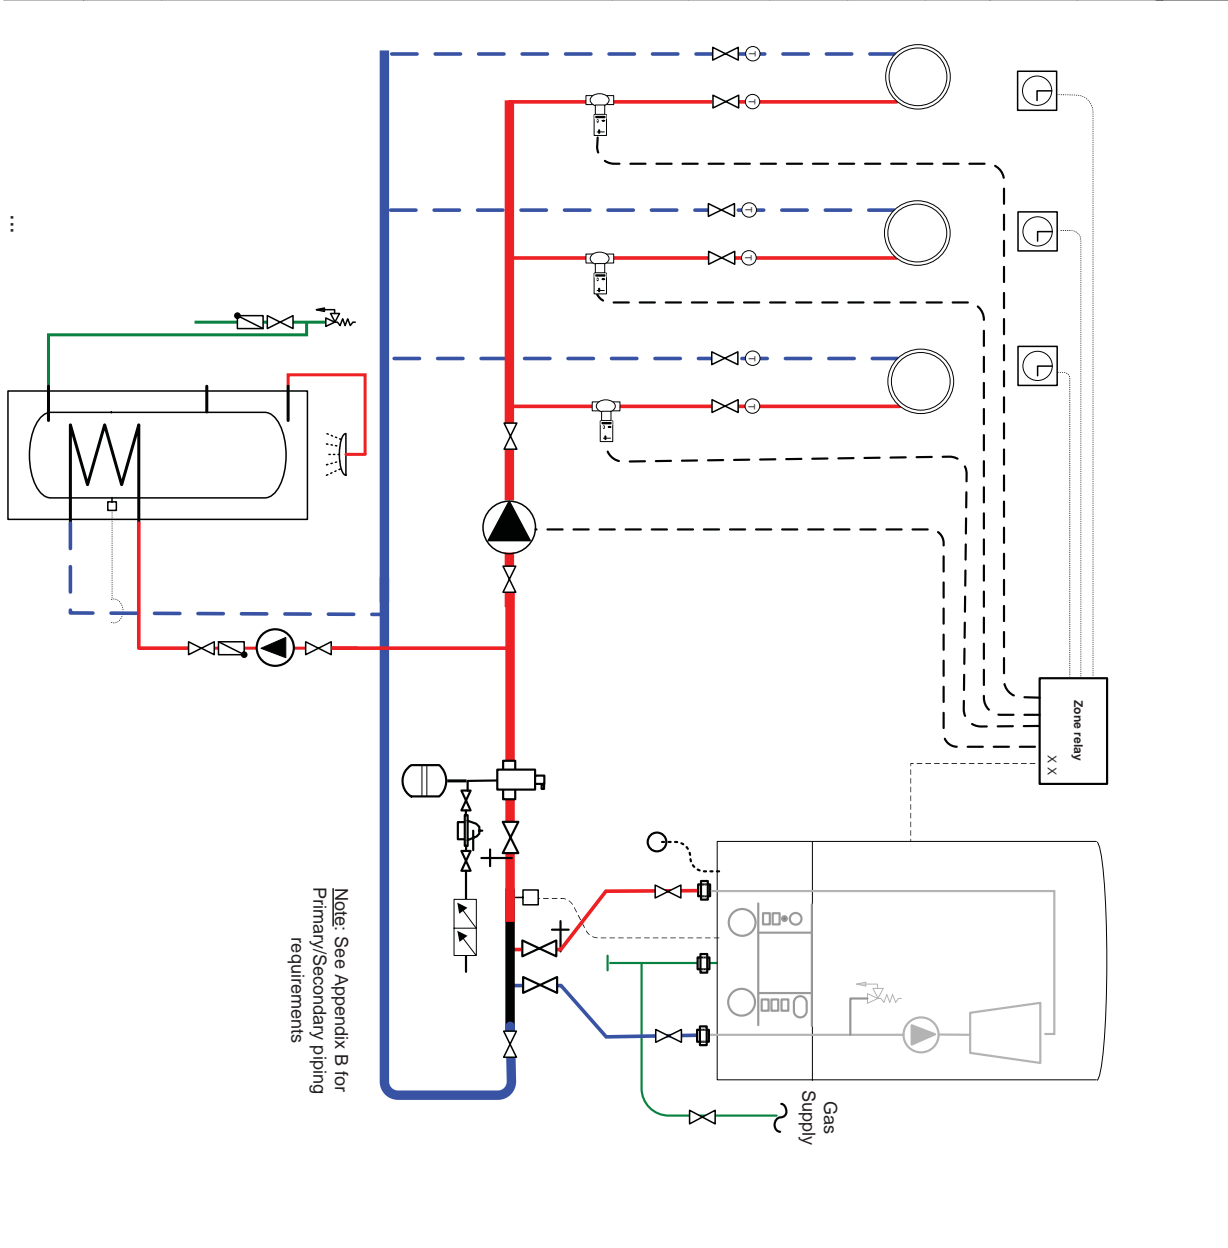 Zone relay
X X
Note: See Appendix B for
Primary/Secondary piping
requirements
Gas
Supply
T
T
T
T
T
T
...